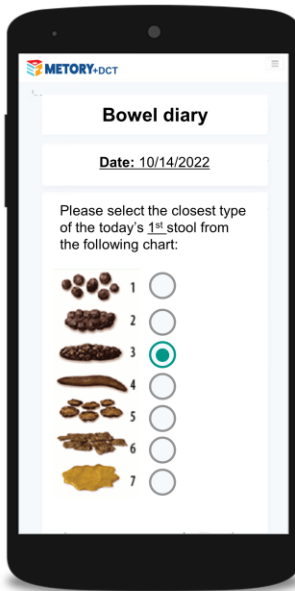 METORY+DCT
Bowel diary
Date: 10/14/2022
Please select the closest type
of the today's 1st stool from
the following chart:
1
2
3
4
5
6
7